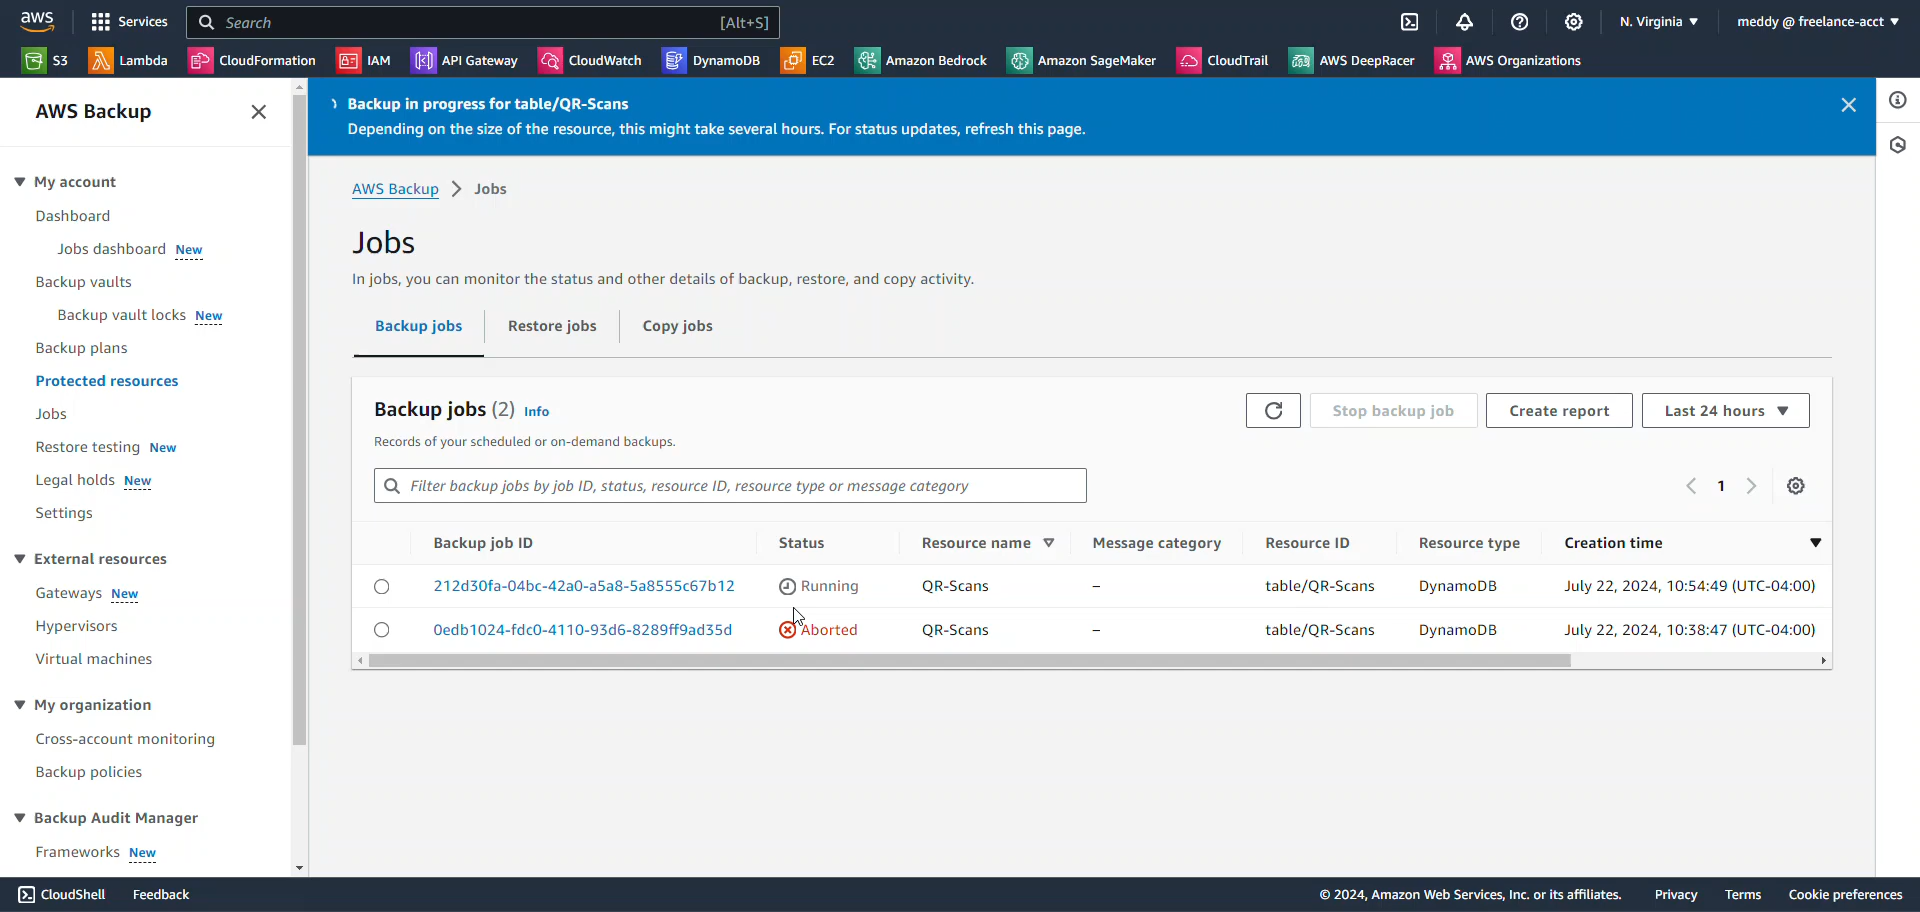 aws Services Search [Alt+S] N. Virginia ▼ meddy @ freelance-acct ▼
S3 Lambda CloudFormation IAM API Gateway CloudWatch DynamoDB EC2 Amazon Bedrock Amazon SageMaker CloudTrail AWS DeepRacer AWS Organizations
AWS Backup
My account
Dashboard
Jobs dashboard New
Backup vaults
Backup vault locks New
Backup plans
Protected resources
Jobs
Restore testing New
Legal holds New
Settings
External resources
Gateways New
Hypervisors
Virtual machines
My organization
Cross-account monitoring
Backup policies
Backup Audit Manager
Frameworks New
Backup in progress for table/QR-Scans
Depending on the size of the resource, this might take several hours. For status updates, refresh this page.
AWS Backup > Jobs
Jobs
In jobs, you can monitor the status and other details of backup, restore, and copy activity.
Backup jobs Restore jobs Copy jobs
Backup jobs (2) Info
Records of your scheduled or on-demand backups.
Stop backup job Create report Last 24 hours ▼
Filter backup jobs by job ID, status, resource ID, resource type or message category
1
Backup job ID Status Resource name Message category Resource ID Resource type Creation time
212d30fa-04bc-42a0-a5a8-5a8555c67b12 Running QR-Scans – table/QR-Scans DynamoDB July 22, 2024, 10:54:49 (UTC-04:00)
0edb1024-fdc0-4110-93d6-8289ff9ad35d Aborted QR-Scans – table/QR-Scans DynamoDB July 22, 2024, 10:38:47 (UTC-04:00)
CloudShell Feedback © 2024, Amazon Web Services, Inc. or its affiliates. Privacy Terms Cookie preferences